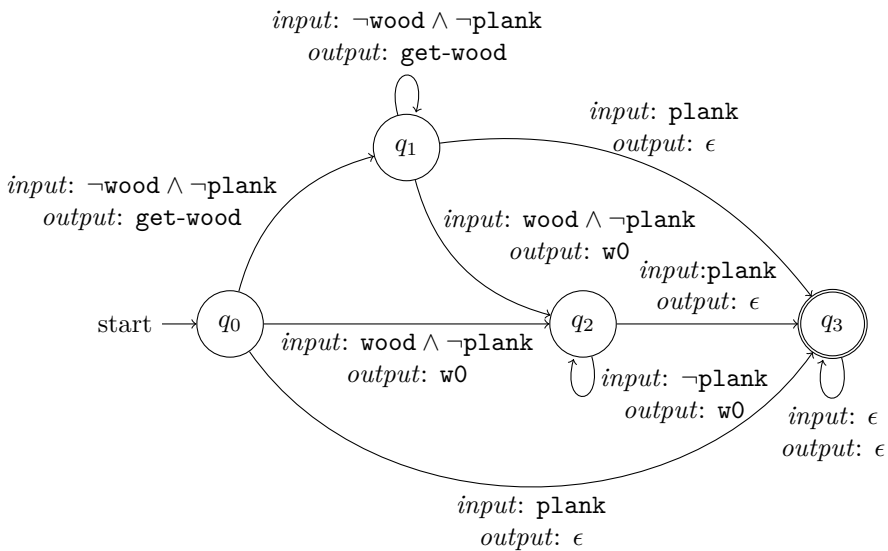 input: ¬wood ∧ ¬plank
output: get-wood
q₁
input: plank
output: ϵ
input: ¬wood ∧ ¬plank
output: get-wood
input: wood ∧ ¬plank
output: w0
input:plank
output: ϵ
start
q₀
q₂
q₃
input: wood ∧ ¬plank
output: w0
input: ¬plank
output: w0
input: ϵ
output: ϵ
input: plank
output: ϵ